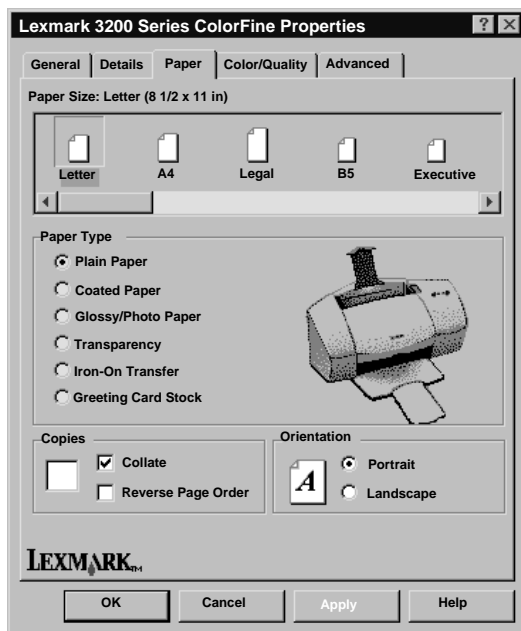 Lexmark 3200 Series ColorFine Properties
General Details Paper Color/Quality Advanced
Paper Size: Letter (8 1/2 x 11 in)
Letter A4 Legal B5 Executive
Paper Type
Plain Paper
Coated Paper
Glossy/Photo Paper
Transparency
Iron-On Transfer
Greeting Card Stock
Copies
Collate
Reverse Page Order
Orientation
A
Portrait
Landscape
LEXMARK™
OK Cancel Apply Help